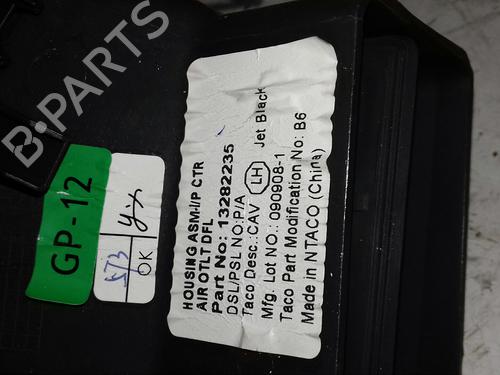 B-PARTS
GP-12
573
OK
HOUSING ASM-I/P CTR
AIR OTLT DFL
Part No: 13282235
DSL/PSL NO:P/A
Taco Desc.:CAV LH Jet Black
Mfg. Lot NO.: 090908-1
Taco Part Modification No: B6
Made in NTACO (China)